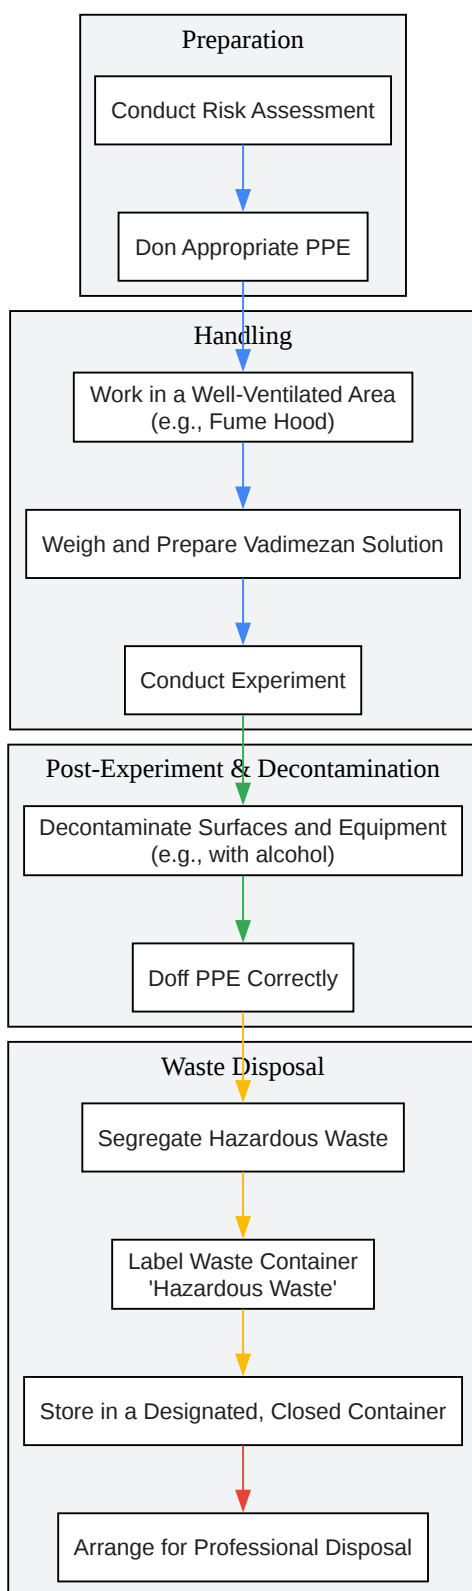 Preparation
Conduct Risk Assessment
Don Appropriate PPE
Handling
Work in a Well-Ventilated Area
(e.g., Fume Hood)
Weigh and Prepare Vadimezan Solution
Conduct Experiment
Post-Experiment & Decontamination
Decontaminate Surfaces and Equipment
(e.g., with alcohol)
Doff PPE Correctly
Waste Disposal
Segregate Hazardous Waste
Label Waste Container
'Hazardous Waste'
Store in a Designated, Closed Container
Arrange for Professional Disposal